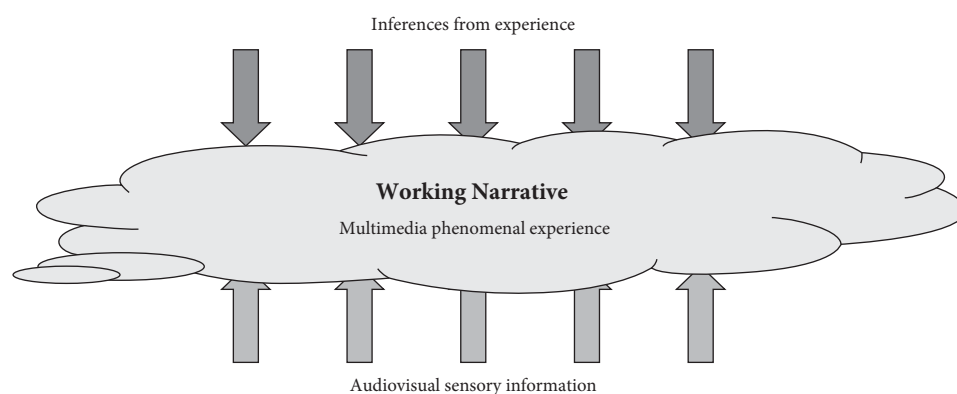 Inferences from experience
Working Narrative
Multimedia phenomenal experience
Audiovisual sensory information